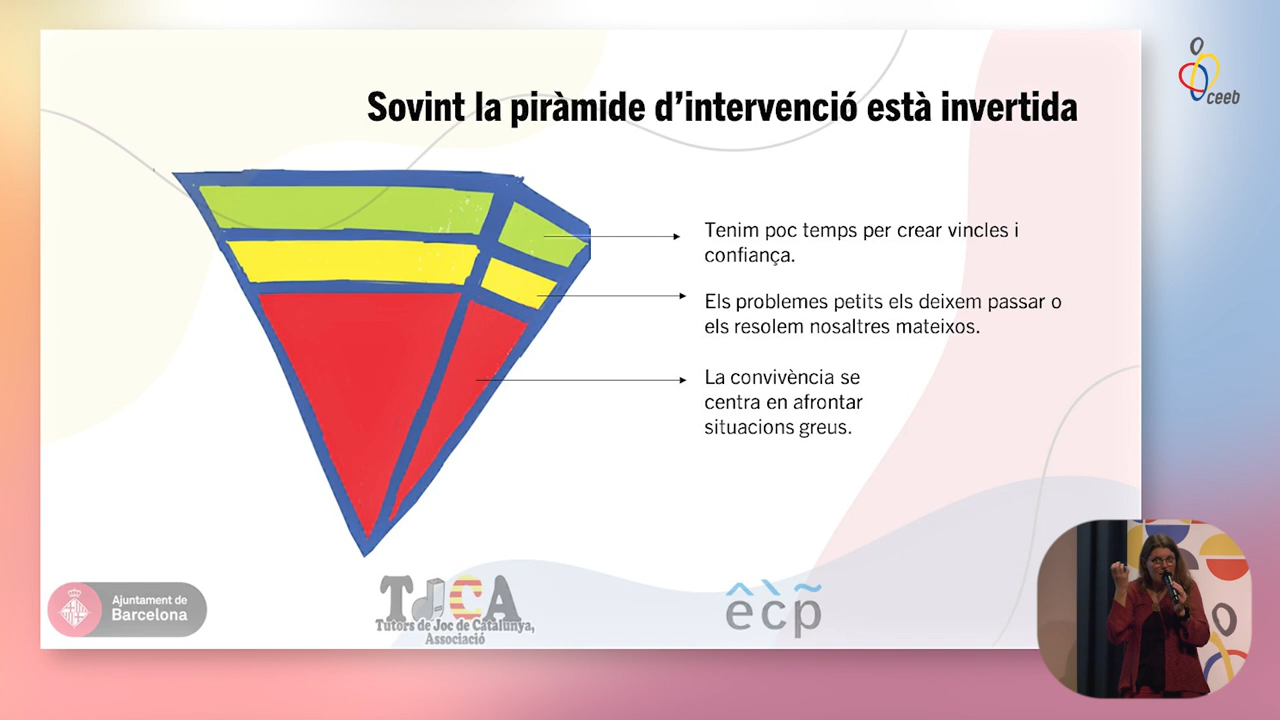 Sovint la piràmide d’intervenció està invertida
ceeb
Tenim poc temps per crear vincles i
confiança.
Els problemes petits els deixem passar o
els resolem nosaltres mateixos.
La convivència se
centra en afrontar
situacions greus.
Ajuntament de
Barcelona
TJCA
Tutors de Joc de Catalunya,
Associació
ecp